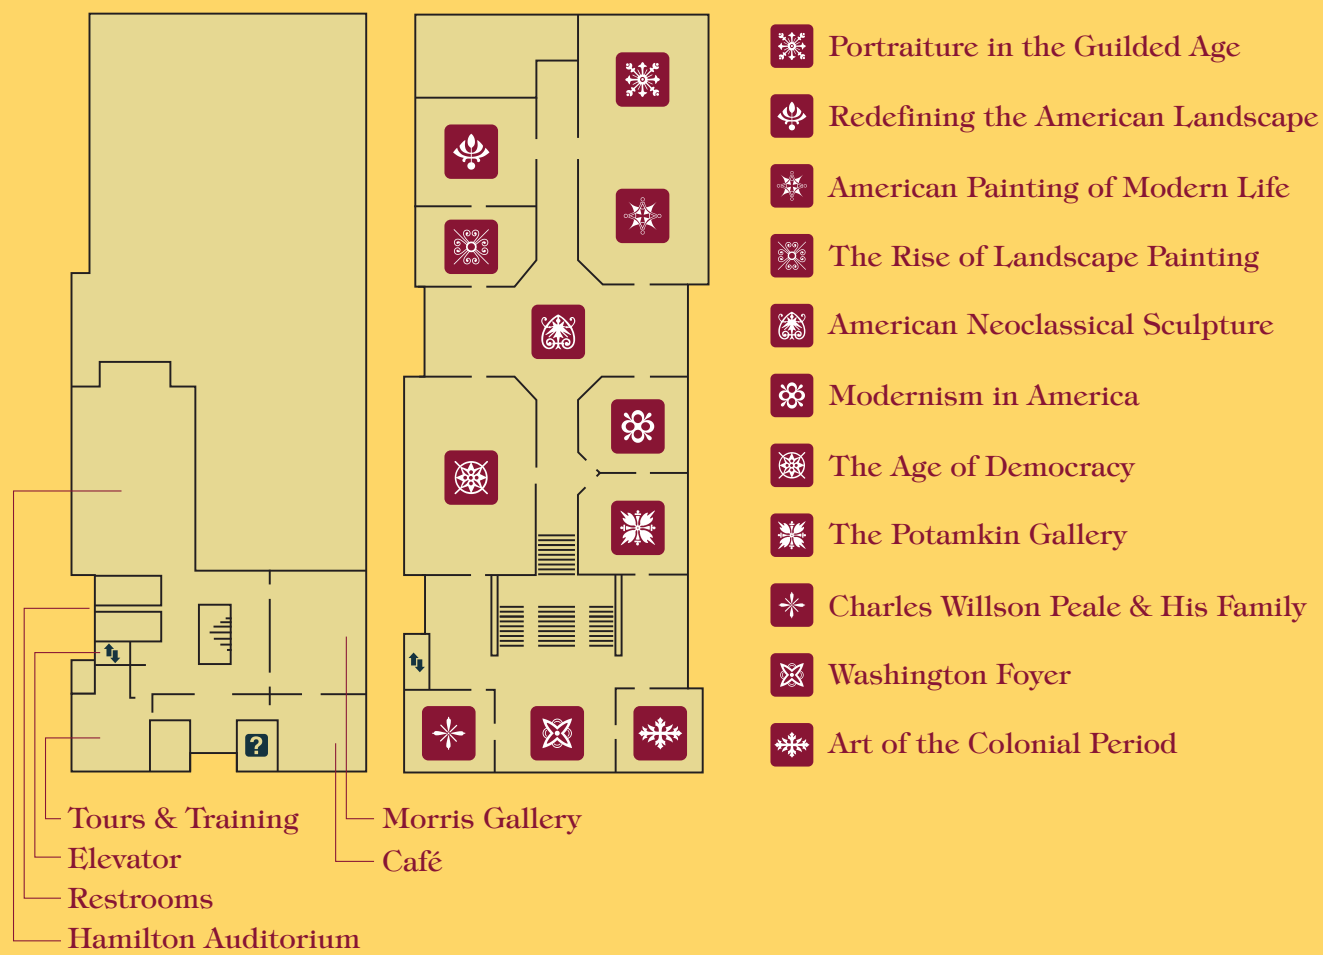 Portraiture in the Guilded Age
Redefining the American Landscape
American Painting of Modern Life
The Rise of Landscape Painting
American Neoclassical Sculpture
Modernism in America
The Age of Democracy
The Potamkin Gallery
Charles Willson Peale & His Family
Washington Foyer
Art of the Colonial Period
?
Tours & Training
Elevator
Restrooms
Hamilton Auditorium
Morris Gallery
Café